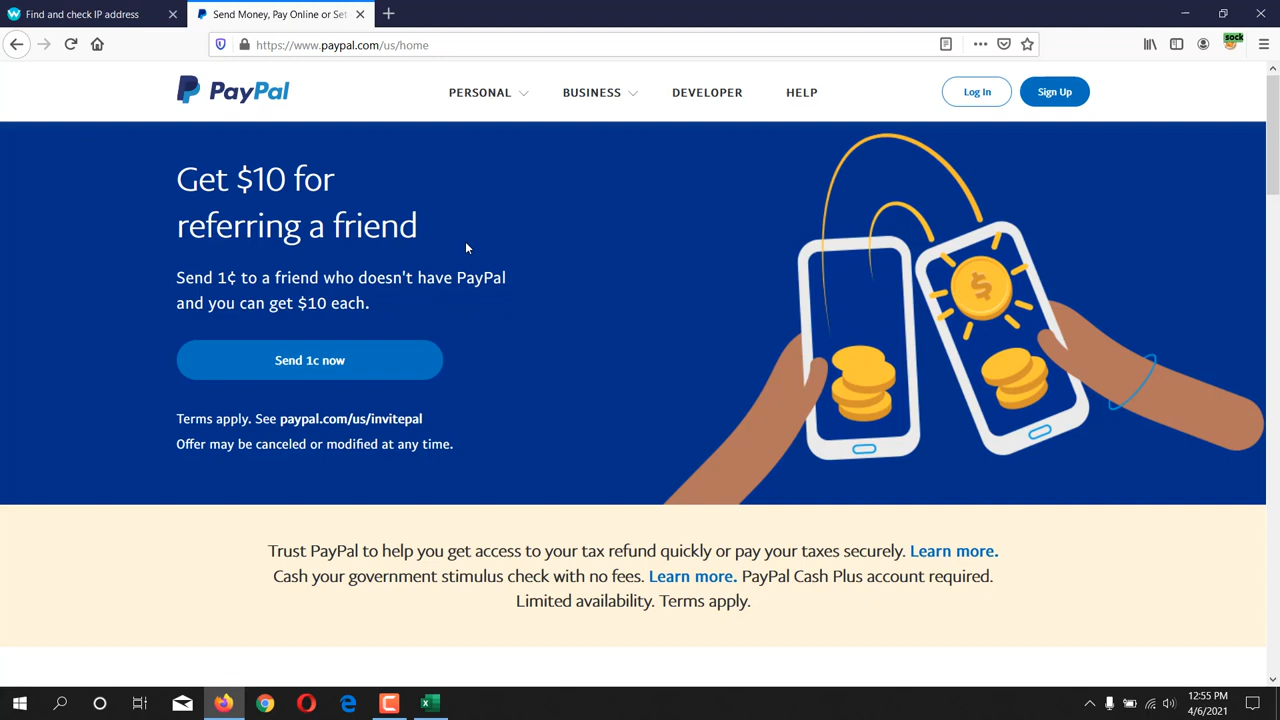 Find and check IP address
Send Money, Pay Online or Set
https://www.paypal.com/us/home
sock
PayPal
PERSONAL
BUSINESS
DEVELOPER
HELP
Log In
Sign Up
Get $10 for
referring a friend
Send 1¢ to a friend who doesn't have PayPal
and you can get $10 each.
Send 1c now
Terms apply. See paypal.com/us/invitepal
Offer may be canceled or modified at any time.
$
Trust PayPal to help you get access to your tax refund quickly or pay your taxes securely. Learn more.
Cash your government stimulus check with no fees. Learn more. PayPal Cash Plus account required.
Limited availability. Terms apply.
12:55 PM
4/6/2021